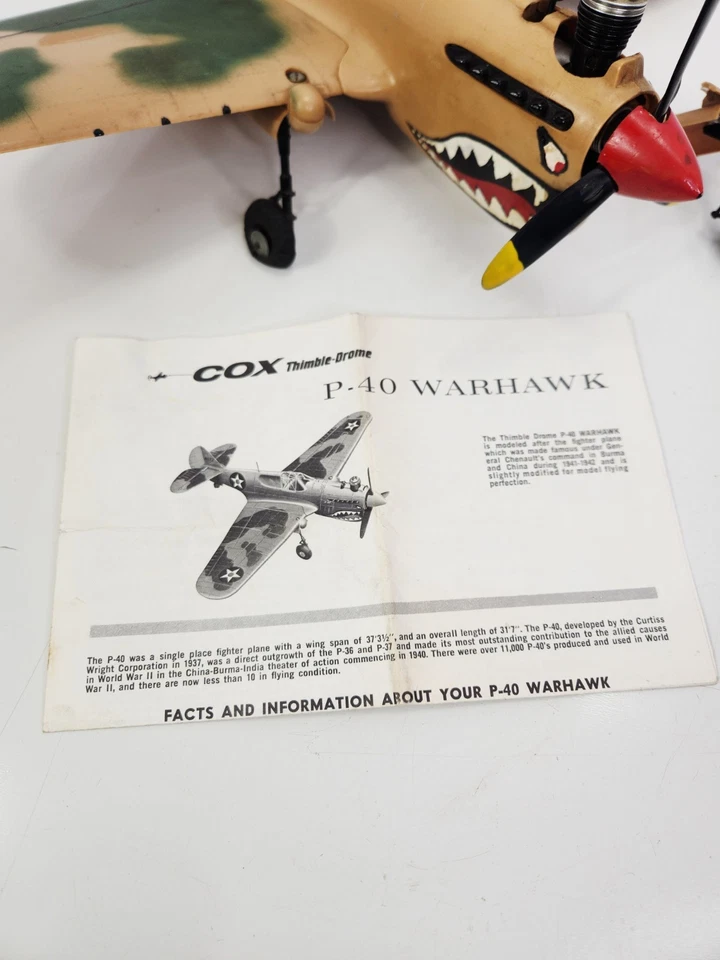 COX Thimble-Drome
P-40 WARHAWK
The Thimble Drome P-40 WARHAWK
is modeled after the fighter plane
which was made famous under Gen-
eral Chenault's command in Burma
and China during 1941-1942 and is
slightly modified for model flying
perfection.
The P-40 was a single place fighter plane with a wing span of 37'3½", and an overall length of 31'7". The P-40, developed by the Curtiss
Wright Corporation in 1937, was a direct outgrowth of the P-36 and P-37 and made its most outstanding contribution to the allied causes
in World War II in the China-Burma-India theater of action commencing in 1940. There were over 11,000 P-40's produced and used in World
War II, and there are now less than 10 in flying condition.
FACTS AND INFORMATION ABOUT YOUR P-40 WARHAWK